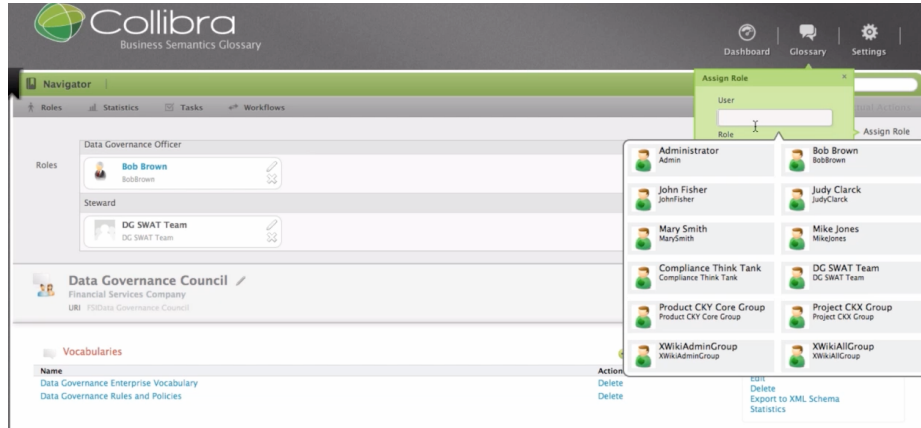 Collibra
Business Semantics Glossary
Dashboard
Glossary
Settings
Navigator
Roles
Statistics
Tasks
Workflows
Assign Role
×
User
Role
Assign Role
Roles
Data Governance Officer
Bob Brown
BobBrown
Steward
DG SWAT Team
DG SWAT Team
Administrator
Admin
Bob Brown
BobBrown
John Fisher
JohnFisher
Judy Clarck
JudyClarck
Mary Smith
MarySmith
Mike Jones
MikeJones
Compliance Think Tank
Compliance Think Tank
DG SWAT Team
DG SWAT Team
Product CKY Core Group
Product CKY Core Group
Project CKX Group
Project CKX Group
XWikiAdminGroup
XWikiAdminGroup
XWikiAllGroup
XWikiAllGroup
Data Governance Council
Financial Services Company
URI FSIData Governance Council
Vocabularies
Name
Action
Data Governance Enterprise Vocabulary
Delete
Data Governance Rules and Policies
Delete
Edit
Delete
Export to XML Schema
Statistics